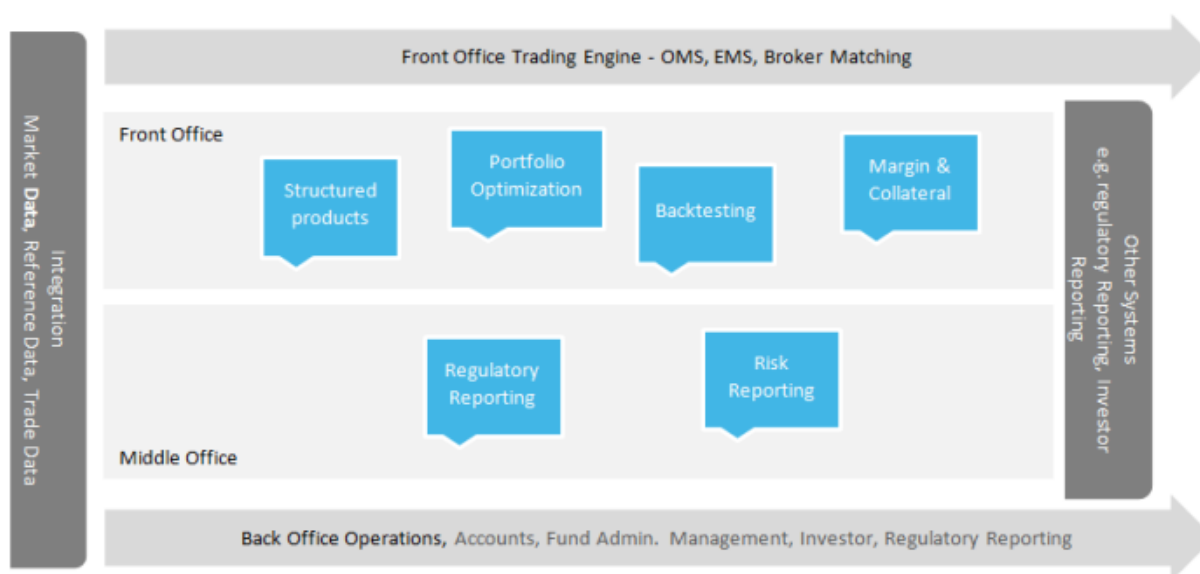 Front Office Trading Engine - OMS, EMS, Broker Matching
Integration
Market Data, Reference Data, Trade Data
Front Office
Structured
products
Portfolio
Optimization
Backtesting
Margin &
Collateral
Regulatory
Reporting
Risk
Reporting
Middle Office
Other Systems
e.g. regulatory Reporting, Investor
Reporting
Back Office Operations, Accounts, Fund Admin. Management, Investor, Regulatory Reporting